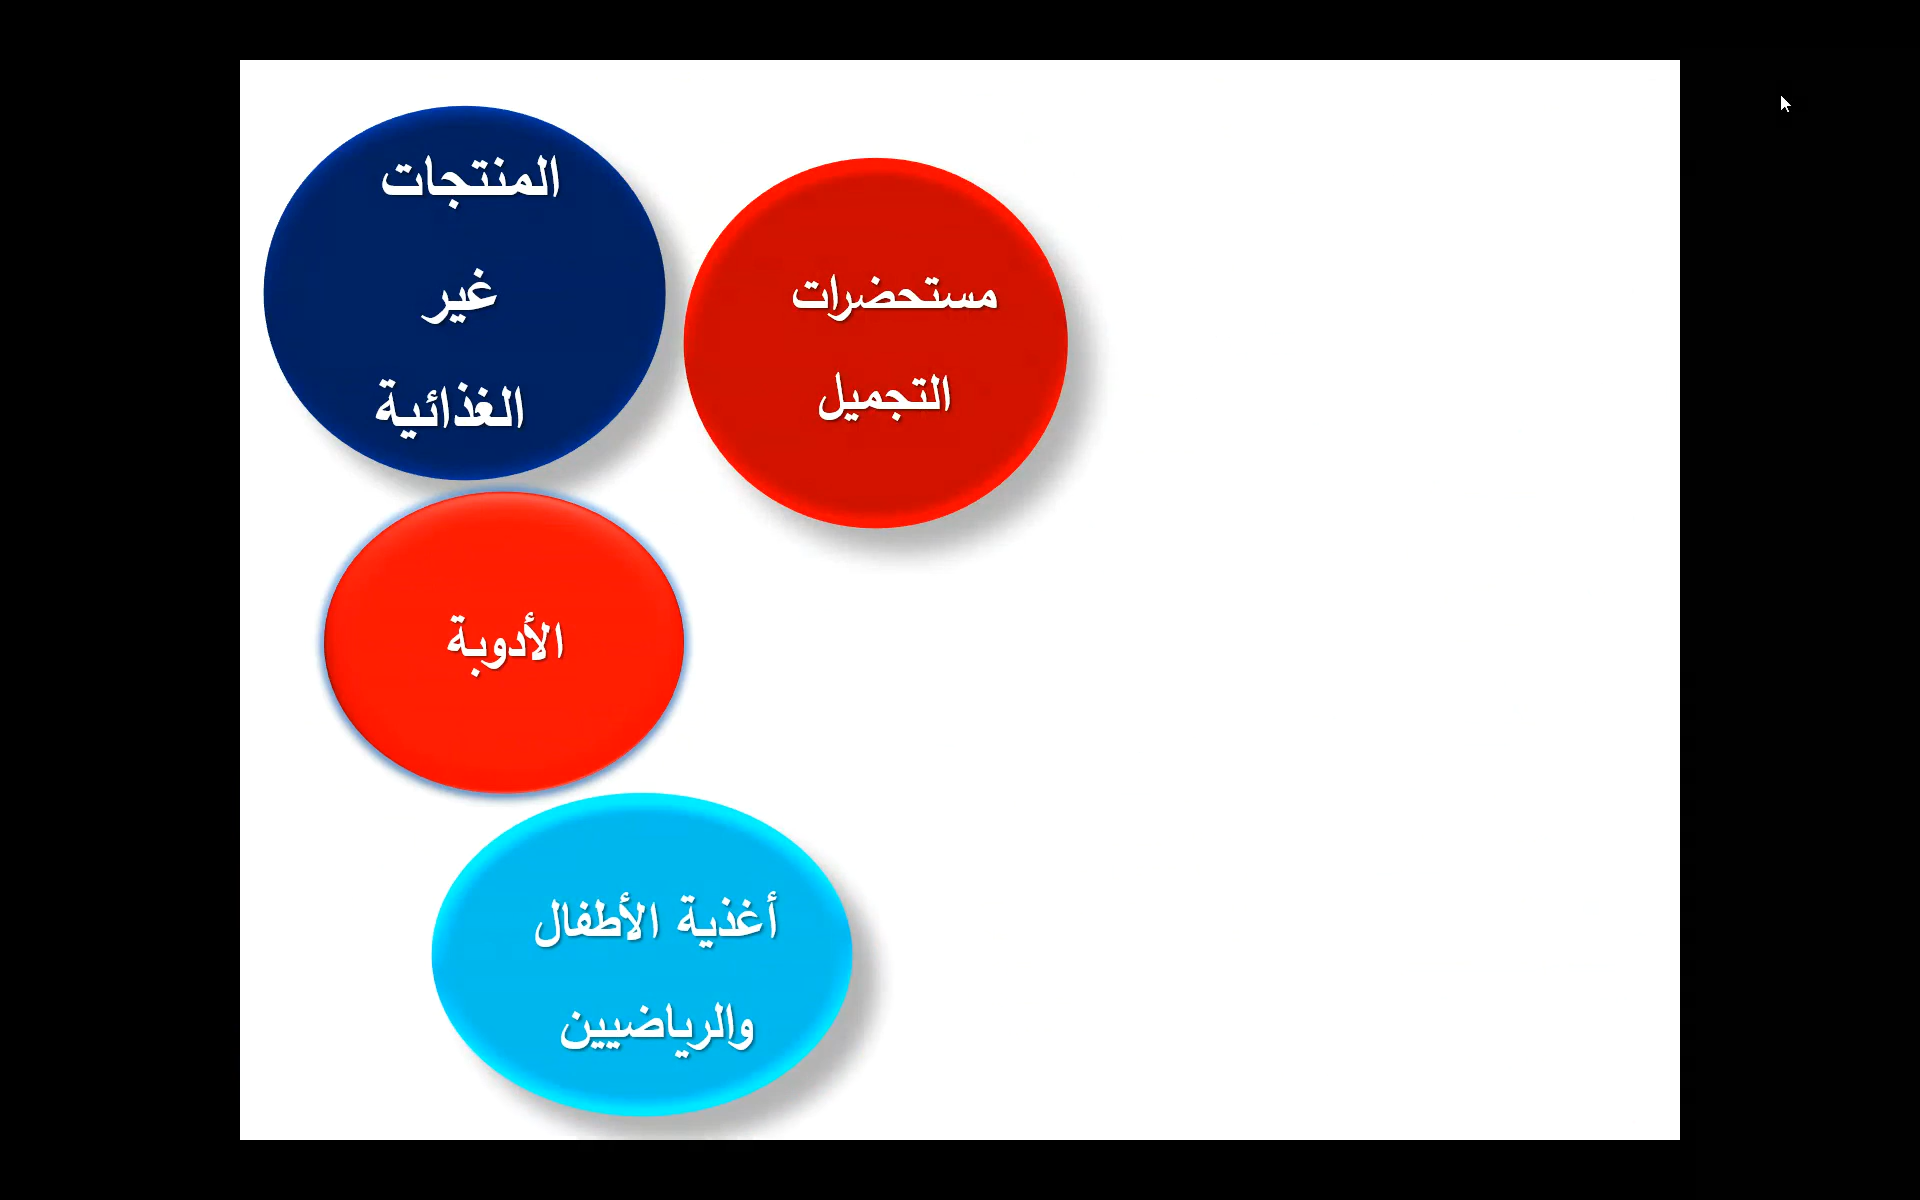 المنتجات
غير
الغذائية
مستحضرات
التجميل
الأدوبة
أغذية الأطفال
والرياضيين